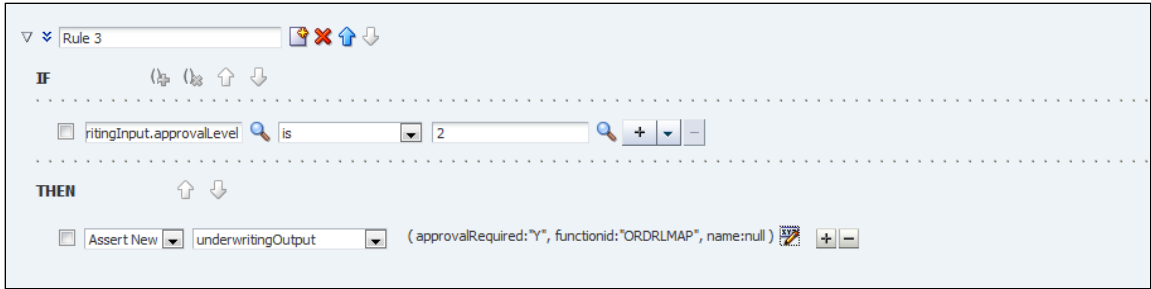 Rule 3
IF
ritingInput.approvalLevel is 2
THEN
Assert New underwritingOutput ( approvalRequired:"Y", functionid:"ORDRLMAP", name:null )